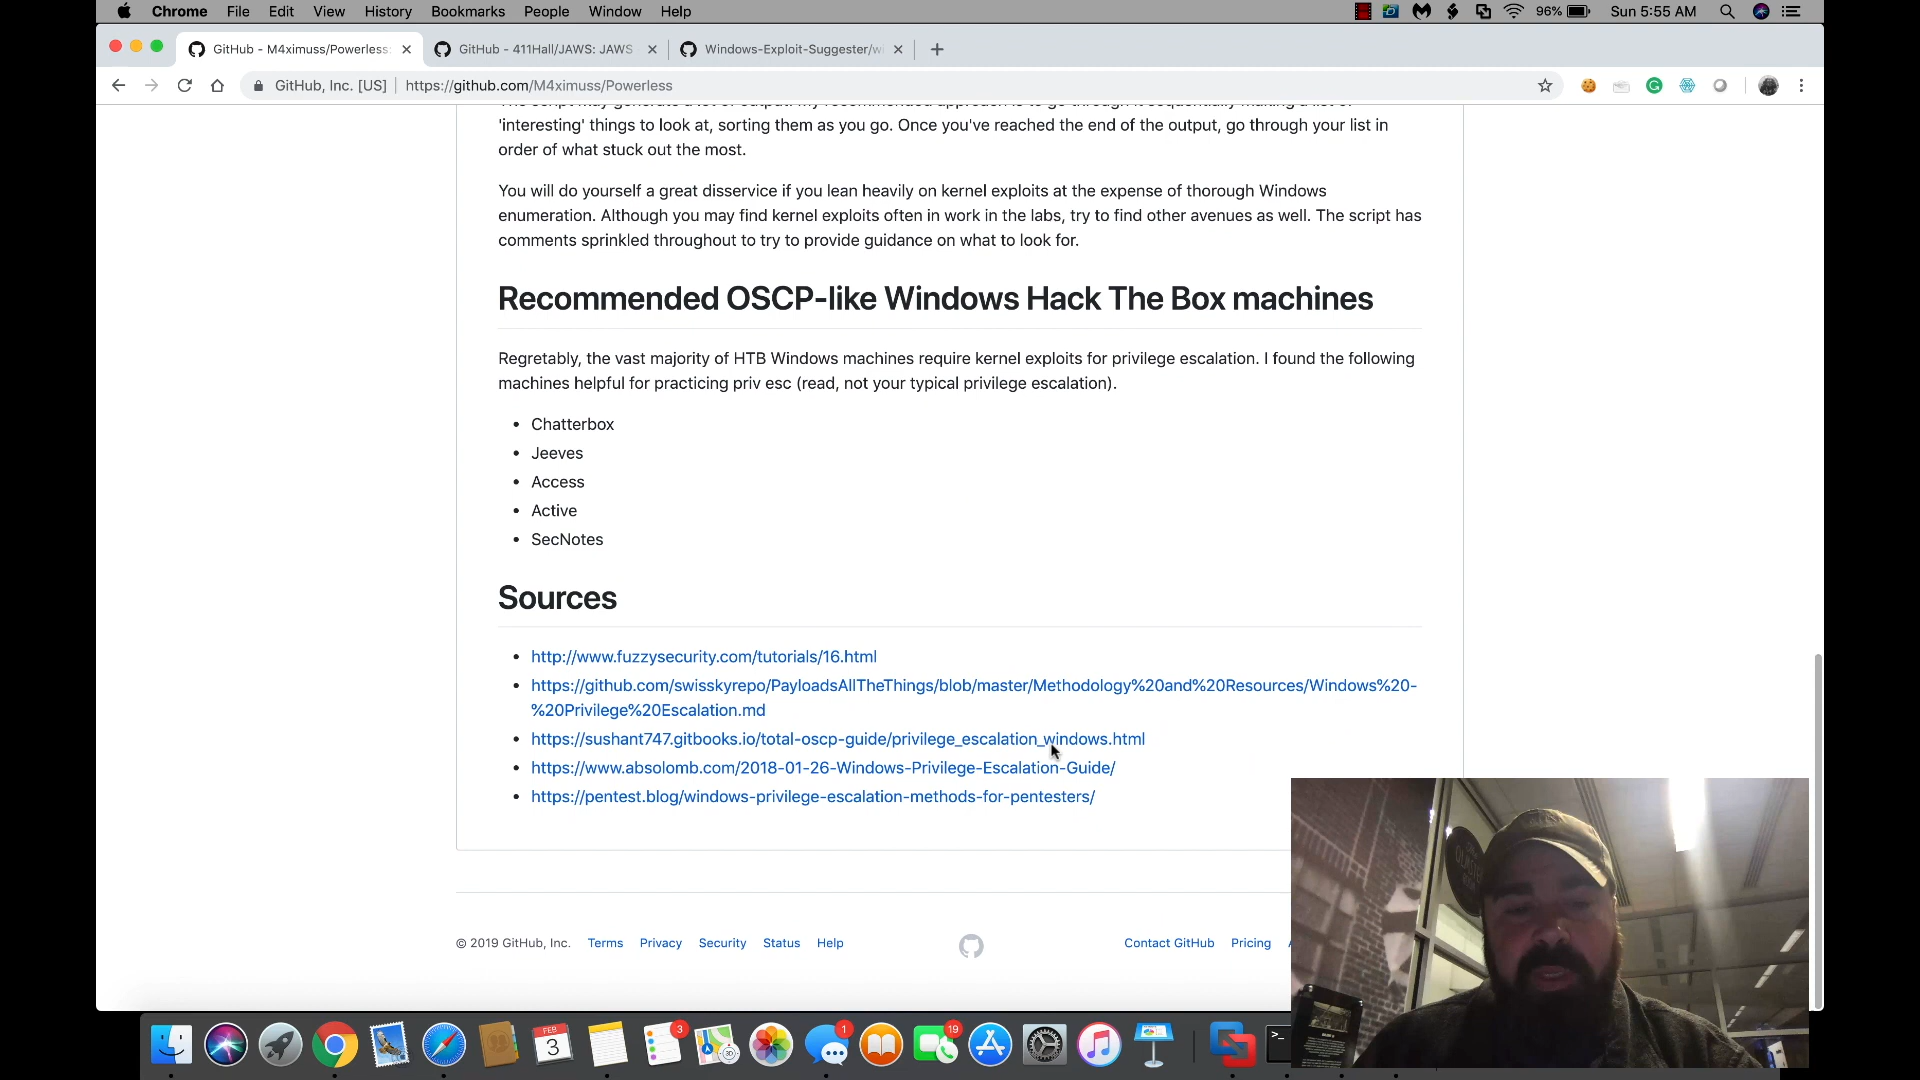 Chrome File Edit View History Bookmarks People Window Help 96% Sun 5:55 AM
GitHub - M4ximuss/Powerless: GitHub - 411Hall/JAWS: JAWS Windows-Exploit-Suggester/wi
GitHub, Inc. [US] https://github.com/M4ximuss/Powerless
'interesting' things to look at, sorting them as you go. Once you've reached the end of the output, go through your list in
order of what stuck out the most.
You will do yourself a great disservice if you lean heavily on kernel exploits at the expense of thorough Windows
enumeration. Although you may find kernel exploits often in work in the labs, try to find other avenues as well. The script has
comments sprinkled throughout to try to provide guidance on what to look for.
Recommended OSCP-like Windows Hack The Box machines
Regretably, the vast majority of HTB Windows machines require kernel exploits for privilege escalation. I found the following
machines helpful for practicing priv esc (read, not your typical privilege escalation).
• Chatterbox
• Jeeves
• Access
• Active
• SecNotes
Sources
• http://www.fuzzysecurity.com/tutorials/16.html
• https://github.com/swisskyrepo/PayloadsAllTheThings/blob/master/Methodology%20and%20Resources/Windows%20-
%20Privilege%20Escalation.md
• https://sushant747.gitbooks.io/total-oscp-guide/privilege_escalation_windows.html
• https://www.absolomb.com/2018-01-26-Windows-Privilege-Escalation-Guide/
• https://pentest.blog/windows-privilege-escalation-methods-for-pentesters/
© 2019 GitHub, Inc. Terms Privacy Security Status Help Contact GitHub Pricing
FEB 3 3 3D 1 19